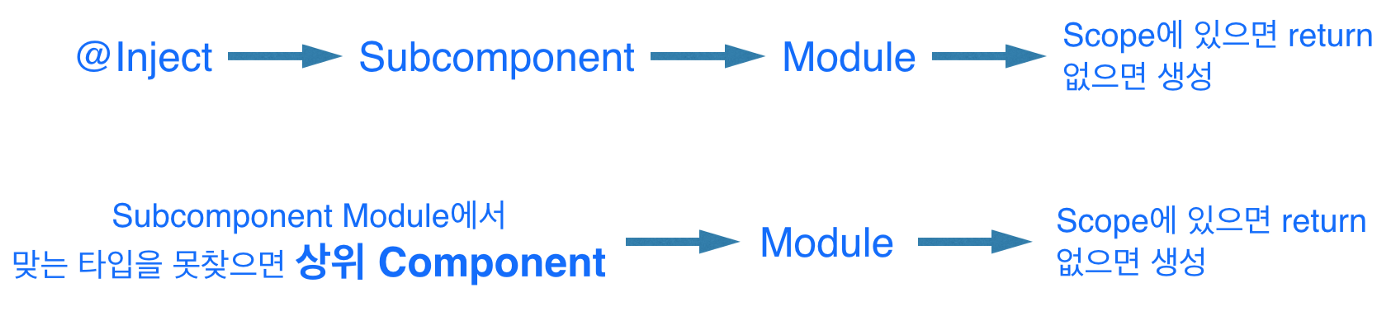 @Inject Subcomponent Module Scope에 있으면 return
없으면 생성
Subcomponent Module에서
맞는 타입을 못찾으면 상위 Component Module Scope에 있으면 return
없으면 생성